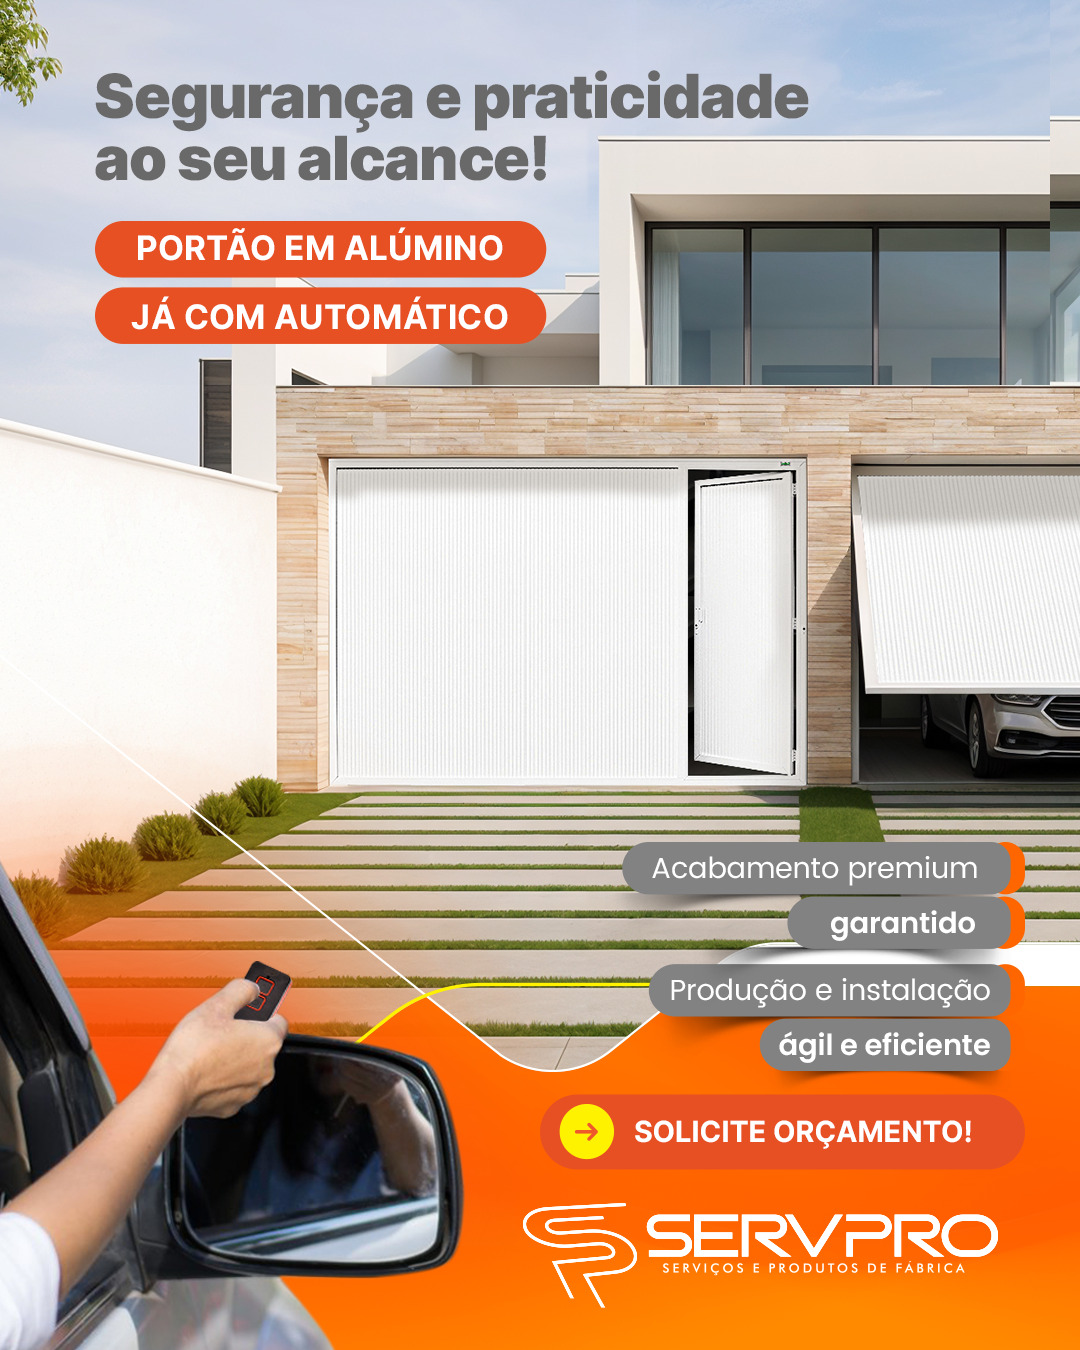 Segurança e praticidade
ao seu alcance!
PORTÃO EM ALÚMINO
JÁ COM AUTOMÁTICO
Acabamento premium
garantido
Produção e instalação
ágil e eficiente
SOLICITE ORÇAMENTO!
SERVPRO
SERVIÇOS E PRODUTOS DE FÁBRICA